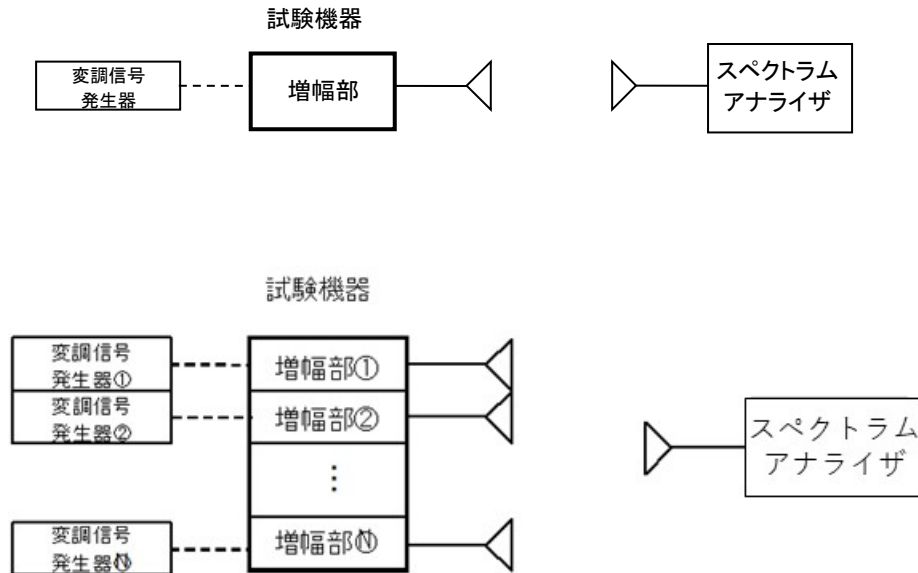 試験機器
変調信号
発生器
増幅部
スペクトラム
アナライザ
試験機器
変調信号
発生器①
増幅部①
変調信号
発生器②
増幅部②
スペクトラム
アナライザ
⋮
変調信号
発生器Ⓝ
増幅部Ⓝ